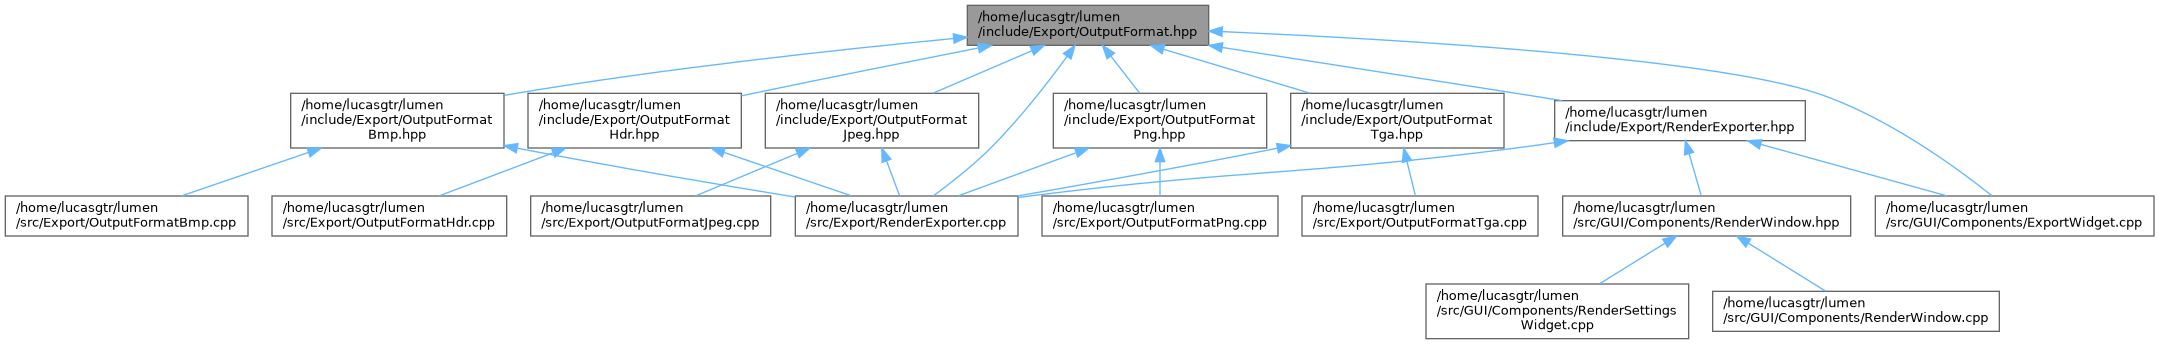 /home/lucasgtr/lumen
/include/Export/OutputFormat.hpp
/home/lucasgtr/lumen
/include/Export/OutputFormat
Bmp.hpp
/home/lucasgtr/lumen
/include/Export/OutputFormat
Hdr.hpp
/home/lucasgtr/lumen
/include/Export/OutputFormat
Jpeg.hpp
/home/lucasgtr/lumen
/include/Export/OutputFormat
Png.hpp
/home/lucasgtr/lumen
/include/Export/OutputFormat
Tga.hpp
/home/lucasgtr/lumen
/include/Export/RenderExporter.hpp
/home/lucasgtr/lumen
/src/Export/OutputFormatBmp.cpp
/home/lucasgtr/lumen
/src/Export/OutputFormatHdr.cpp
/home/lucasgtr/lumen
/src/Export/OutputFormatJpeg.cpp
/home/lucasgtr/lumen
/src/Export/RenderExporter.cpp
/home/lucasgtr/lumen
/src/Export/OutputFormatPng.cpp
/home/lucasgtr/lumen
/src/Export/OutputFormatTga.cpp
/home/lucasgtr/lumen
/src/GUI/Components/RenderWindow.hpp
/home/lucasgtr/lumen
/src/GUI/Components/ExportWidget.cpp
/home/lucasgtr/lumen
/src/GUI/Components/RenderSettings
Widget.cpp
/home/lucasgtr/lumen
/src/GUI/Components/RenderWindow.cpp